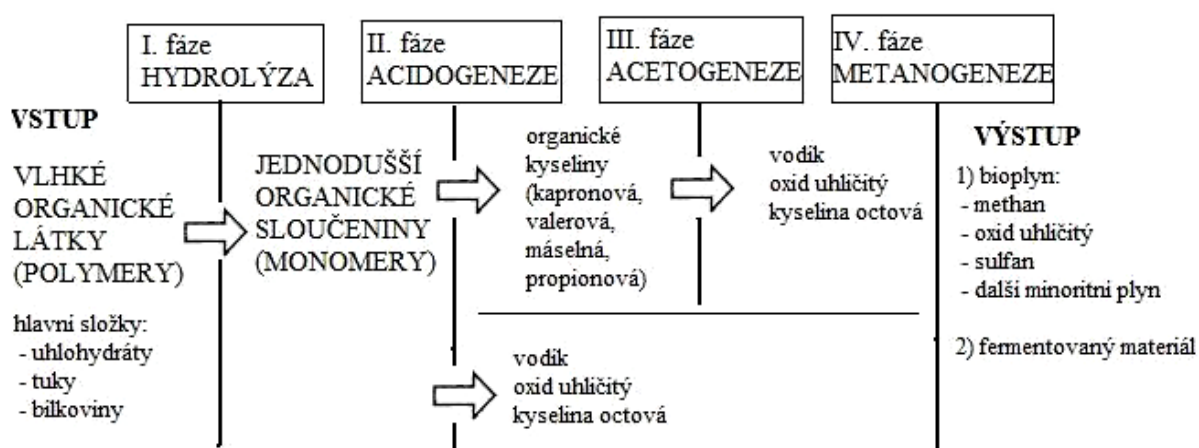 I. fáze
HYDROLÝZA
II. fáze
ACIDOGENEZE
III. fáze
ACETOGENEZE
IV. fáze
METANOGENEZE
VSTUP
VLHKÉ
ORGANICKÉ
LÁTKY
(POLYMERY)
hlavní složky:
- uhlohydráty
- tuky
- bílkoviny
JEDNODUŠŠÍ
ORGANICKÉ
SLOUČENINY
(MONOMERY)
organické
kyseliny
(kapronová,
valerová,
máselná,
propionová)
vodík
oxid uhličitý
kyselina octová
vodík
oxid uhličitý
kyselina octová
VÝSTUP
1) bioplyn:
- methan
- oxid uhličitý
- sulfan
- další minoritní plyn
2) fermentovaný materiál